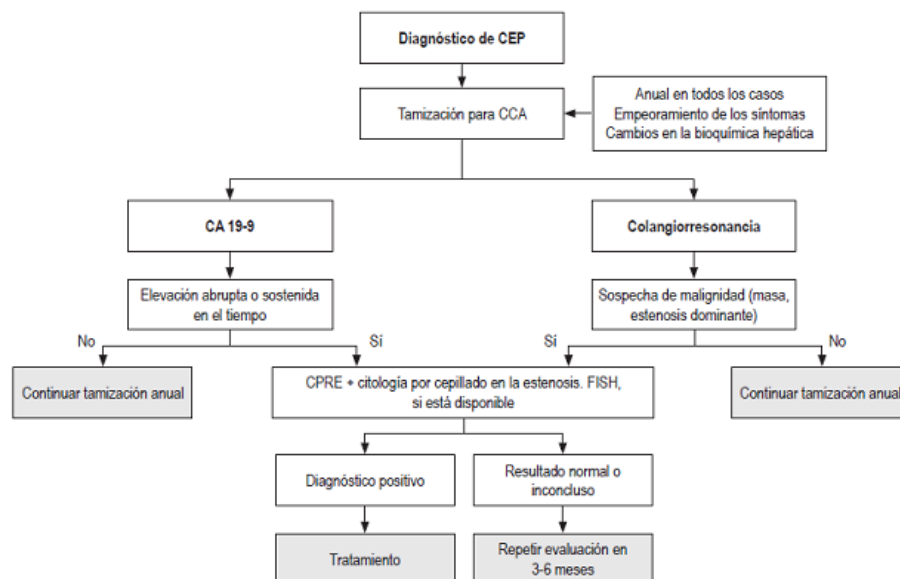 Diagnóstico de CEP
Tamización para CCA
Anual en todos los casos
Empeoramiento de los síntomas
Cambios en la bioquímica hepática
CA 19-9
Colangiorresonancia
Elevación abrupta o sostenida
en el tiempo
Sospecha de malignidad (masa,
estenosis dominante)
No
Sí
Sí
No
Continuar tamización anual
CPRE + citología por cepillado en la estenosis. FISH,
si está disponible
Continuar tamización anual
Diagnóstico positivo
Resultado normal o
inconcluso
Tratamiento
Repetir evaluación en
3-6 meses